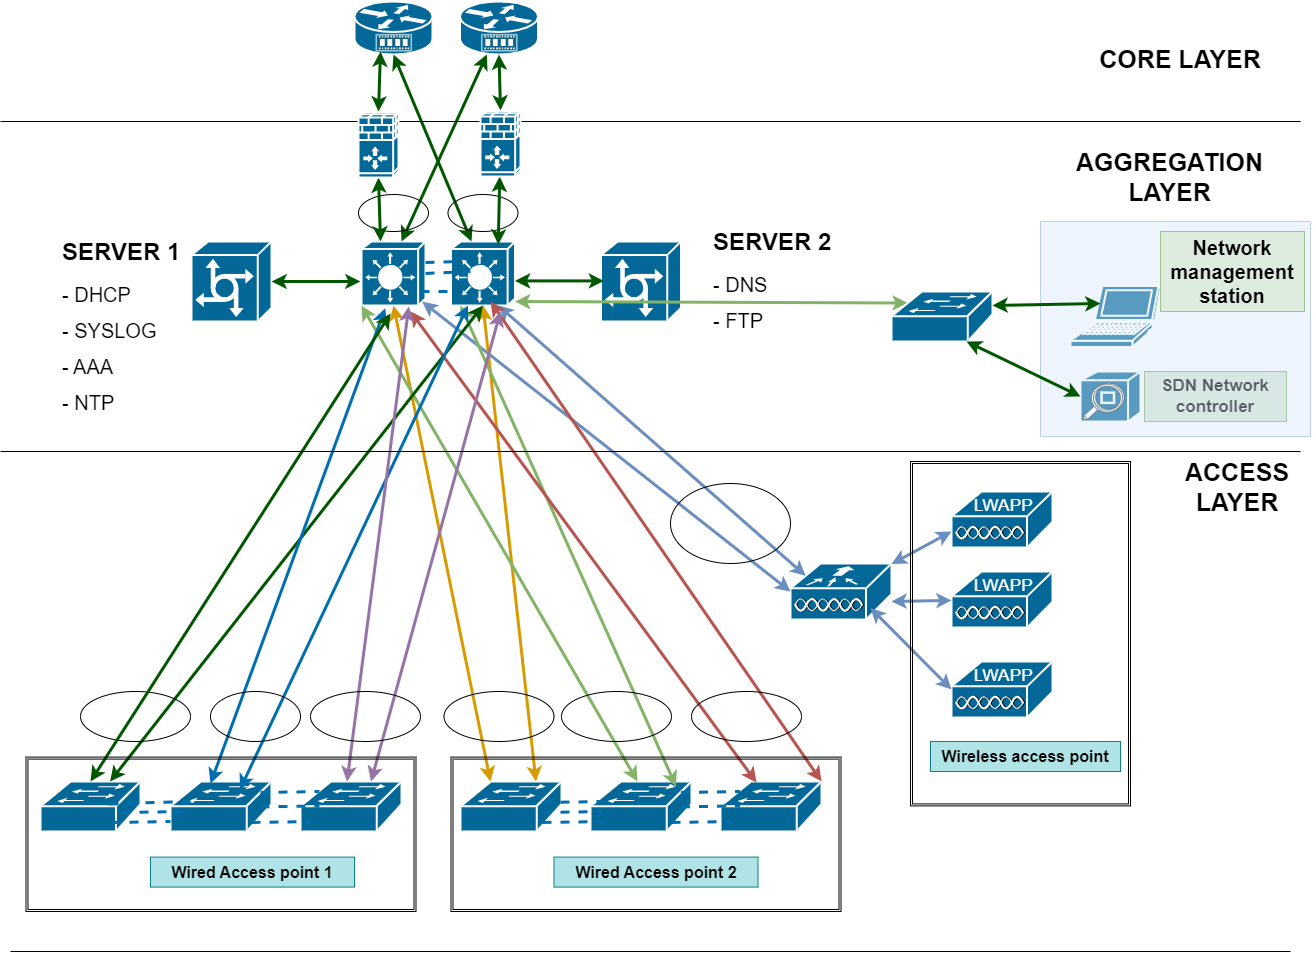 CORE LAYER
AGGREGATION
LAYER
SERVER 1
- DHCP
- SYSLOG
- AAA
- NTP
SERVER 2
- DNS
- FTP
Network
management
station
SDN Network
controller
ACCESS
LAYER
LWAPP
LWAPP
LWAPP
Wireless access point
Wired Access point 1
Wired Access point 2